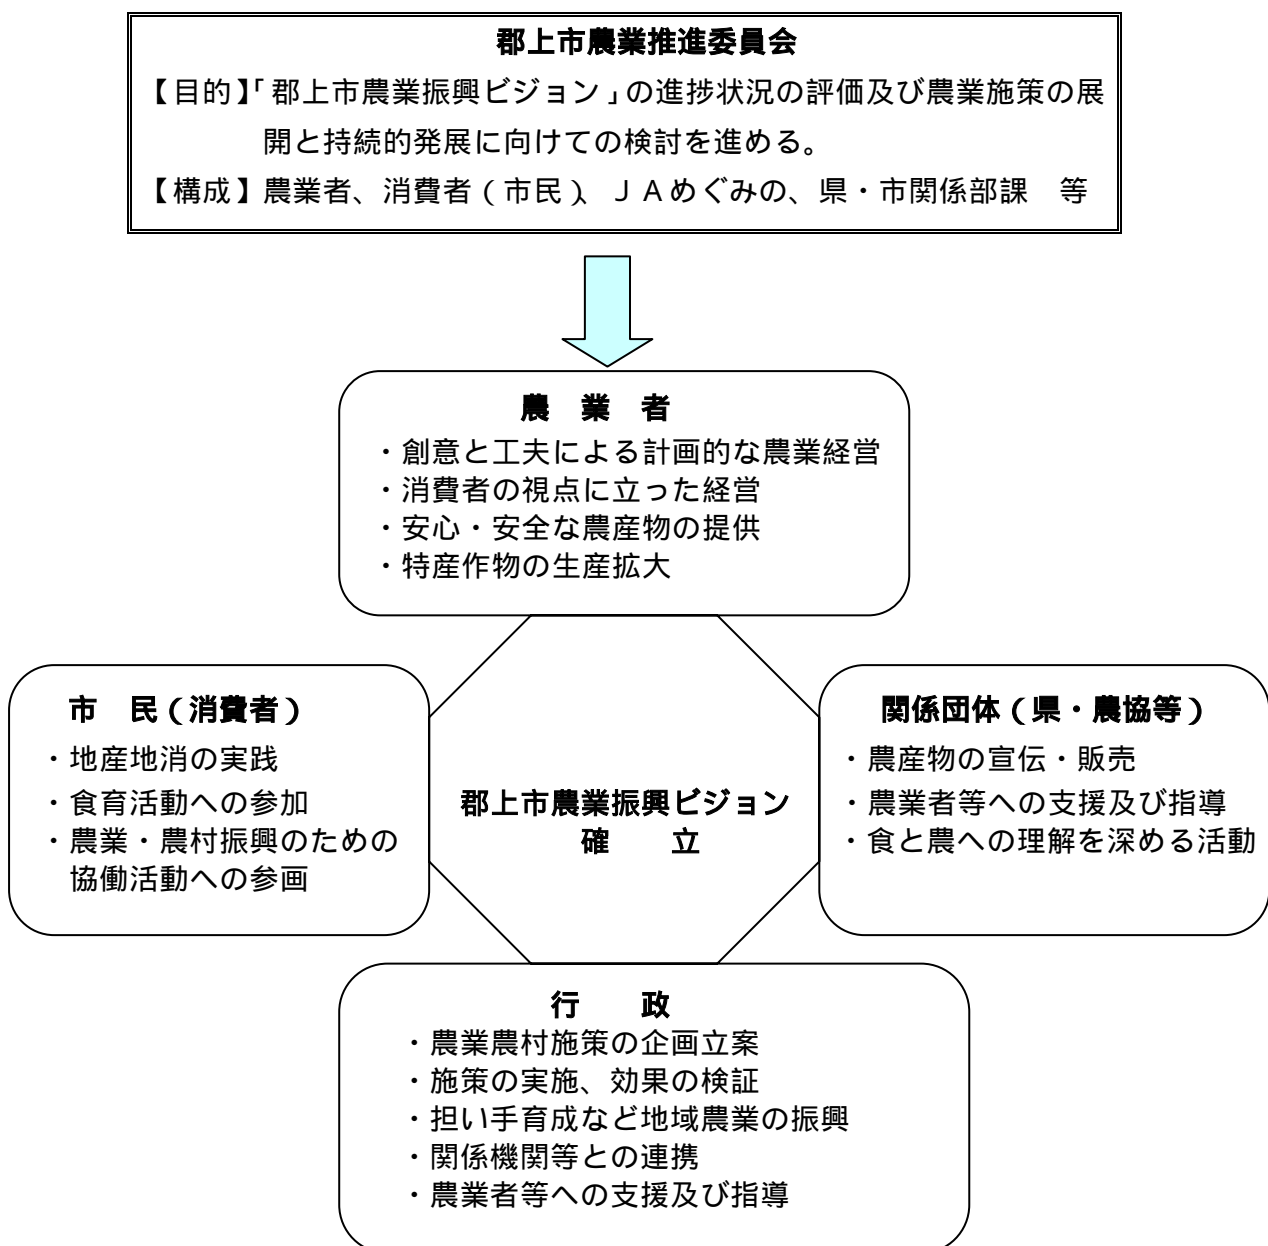 郡上市農業推進委員会
【目的】「郡上市農業振興ビジョン」の進捗状況の評価及び農業施策の展
開と持続的発展に向けての検討を進める。
【構成】農業者、消費者(市民)、JAめぐみの、県・市関係部課　等
農　業　者
・創意と工夫による計画的な農業経営
・消費者の視点に立った経営
・安心・安全な農産物の提供
・特産作物の生産拡大
市　民(消費者)
・地産地消の実践
・食育活動への参加
・農業・農村振興のための
協働活動への参画
郡上市農業振興ビジョン
確　　立
関係団体(県・農協等)
・農産物の宣伝・販売
・農業者等への支援及び指導
・食と農への理解を深める活動
行　　政
・農業農村施策の企画立案
・施策の実施、効果の検証
・担い手育成など地域農業の振興
・関係機関等との連携
・農業者等への支援及び指導